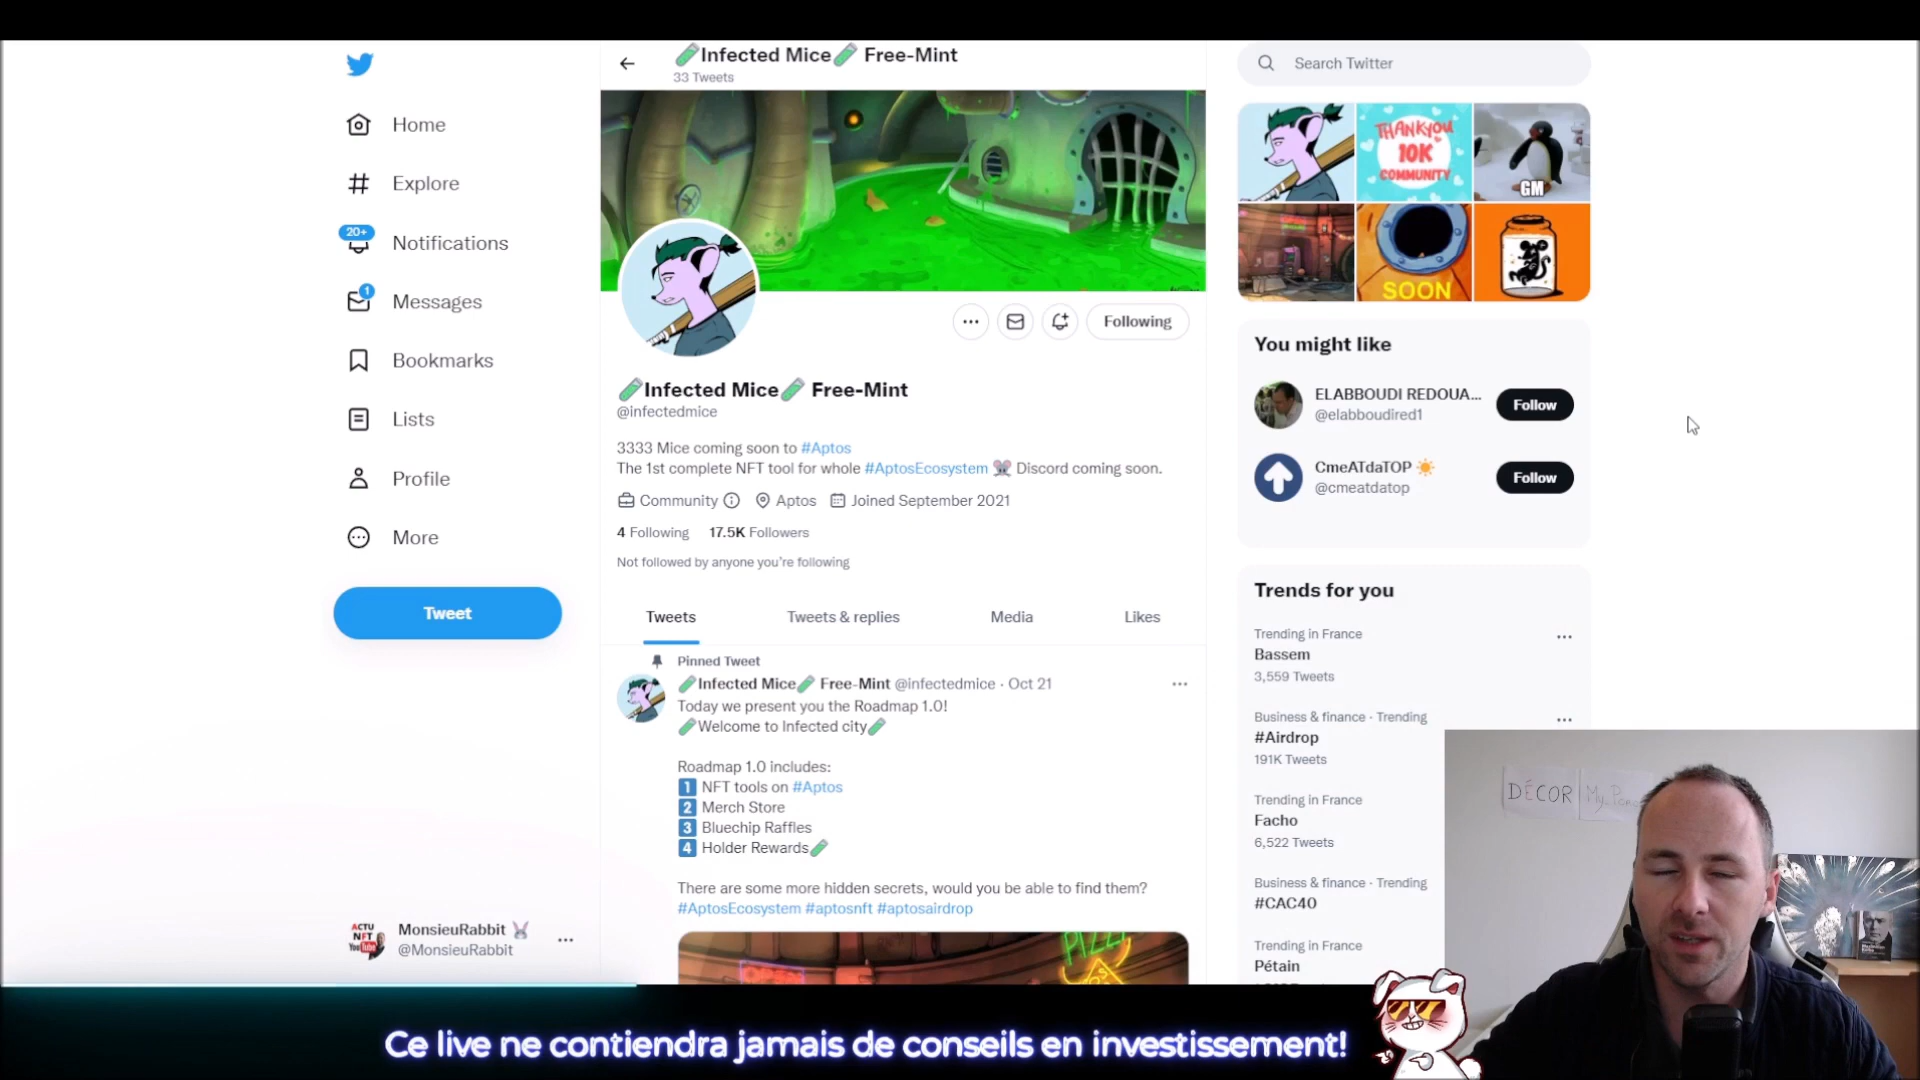 Home
Explore
20+
Notifications
1
Messages
Bookmarks
Lists
Profile
More
Tweet
ACTU
NFT
YouTube
MonsieuRabbit
@MonsieuRabbit
Infected Mice Free-Mint
33 Tweets
Following
Infected Mice Free-Mint
@infectedmice
3333 Mice coming soon to #Aptos
The 1st complete NFT tool for whole #AptosEcosystem Discord coming soon.
Community Aptos Joined September 2021
4 Following 17.5K Followers
Not followed by anyone you're following
Tweets Tweets & replies Media Likes
Pinned Tweet
Infected Mice Free-Mint @infectedmice · Oct 21
Today we present you the Roadmap 1.0!
Welcome to Infected city
Roadmap 1.0 includes:
1 NFT tools on #Aptos
2 Merch Store
3 Bluechip Raffles
4 Holder Rewards
There are some more hidden secrets, would you be able to find them?
#AptosEcosystem #aptosnft #aptosairdrop
Search Twitter
THANKYOU
10K
COMMUNITY
GM
SOON
You might like
ELABBOUDI REDOUA...
@elabboudired1
Follow
CmeATdaTOP
@cmeatdatop
Follow
Trends for you
Trending in France
Bassem
3,559 Tweets
Business & finance · Trending
#Airdrop
191K Tweets
Trending in France
Facho
6,522 Tweets
Business & finance · Trending
#CAC40
Trending in France
Pétain
DÉCOR
Ce live ne contiendra jamais de conseils en investissement!